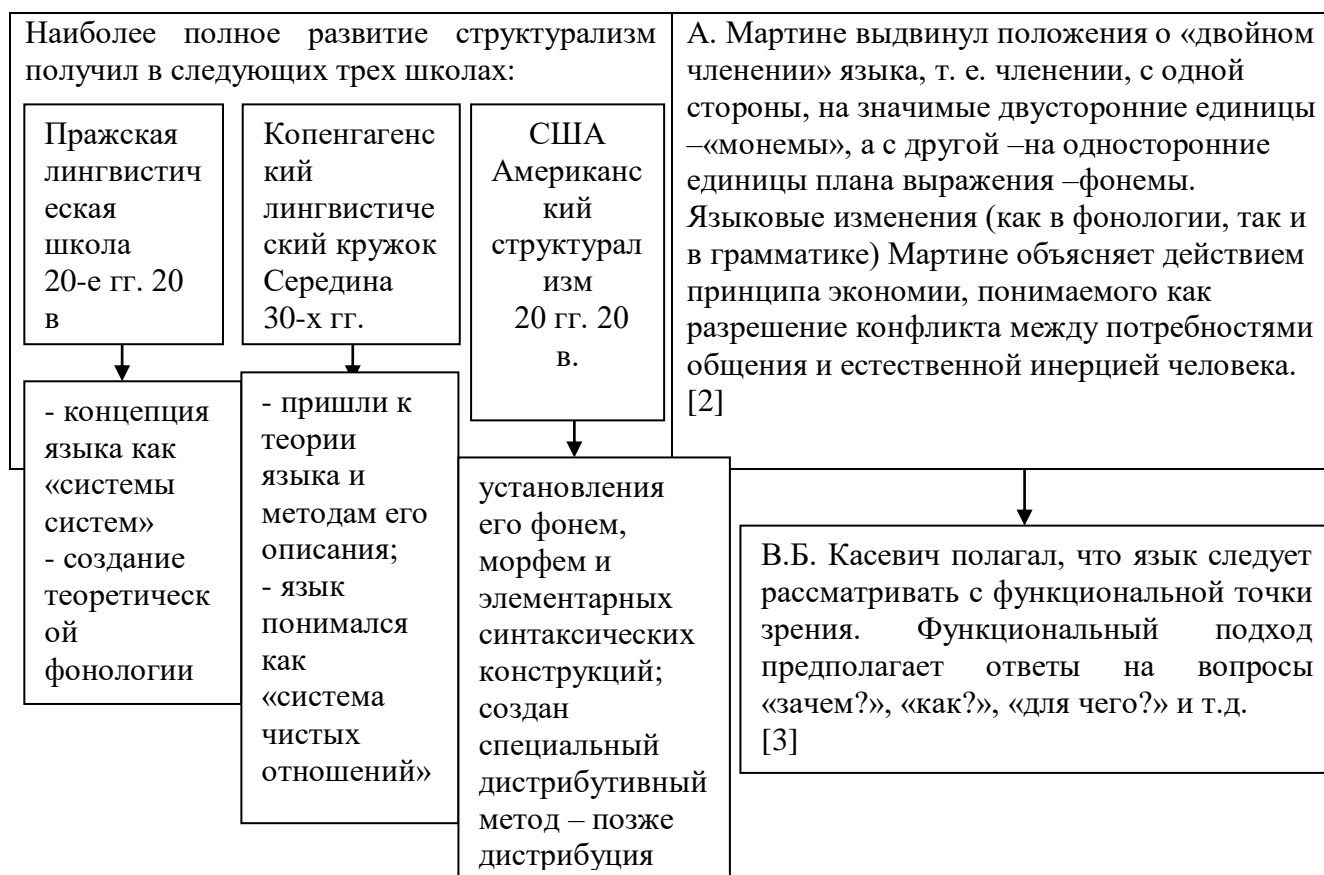 Наиболее полное развитие структурализм
получил в следующих трех школах:
Пражская
лингвистич
еская
школа
20-е гг. 20
в
Копенгагенс
кий
лингвистиче
ский кружок
Середина
30-х гг.
США
Американс
кий
структурал
изм
20 гг. 20
в.
- концепция
языка как
«системы
систем»
- создание
теоретическ
ой
фонологии
- пришли к
теории
языка и
методам его
описания;
- язык
понимался
как
«система
чистых
отношений»
установления
его фонем,
морфем и
элементарных
синтаксических
конструкций;
создан
специальный
дистрибутивный
метод – позже
дистрибуция
А. Мартине выдвинул положения о «двойном
членении» языка, т. е. членении, с одной
стороны, на значимые двусторонние единицы
–«монемы», а с другой –на односторонние
единицы плана выражения –фонемы.
Языковые изменения (как в фонологии, так и
в грамматике) Мартине объясняет действием
принципа экономии, понимаемого как
разрешение конфликта между потребностями
общения и естественной инерцией человека.
[2]
В.Б. Касевич полагал, что язык следует
рассматривать с функциональной точки
зрения. Функциональный подход
предполагает ответы на вопросы
«зачем?», «как?», «для чего?» и т.д.
[3]